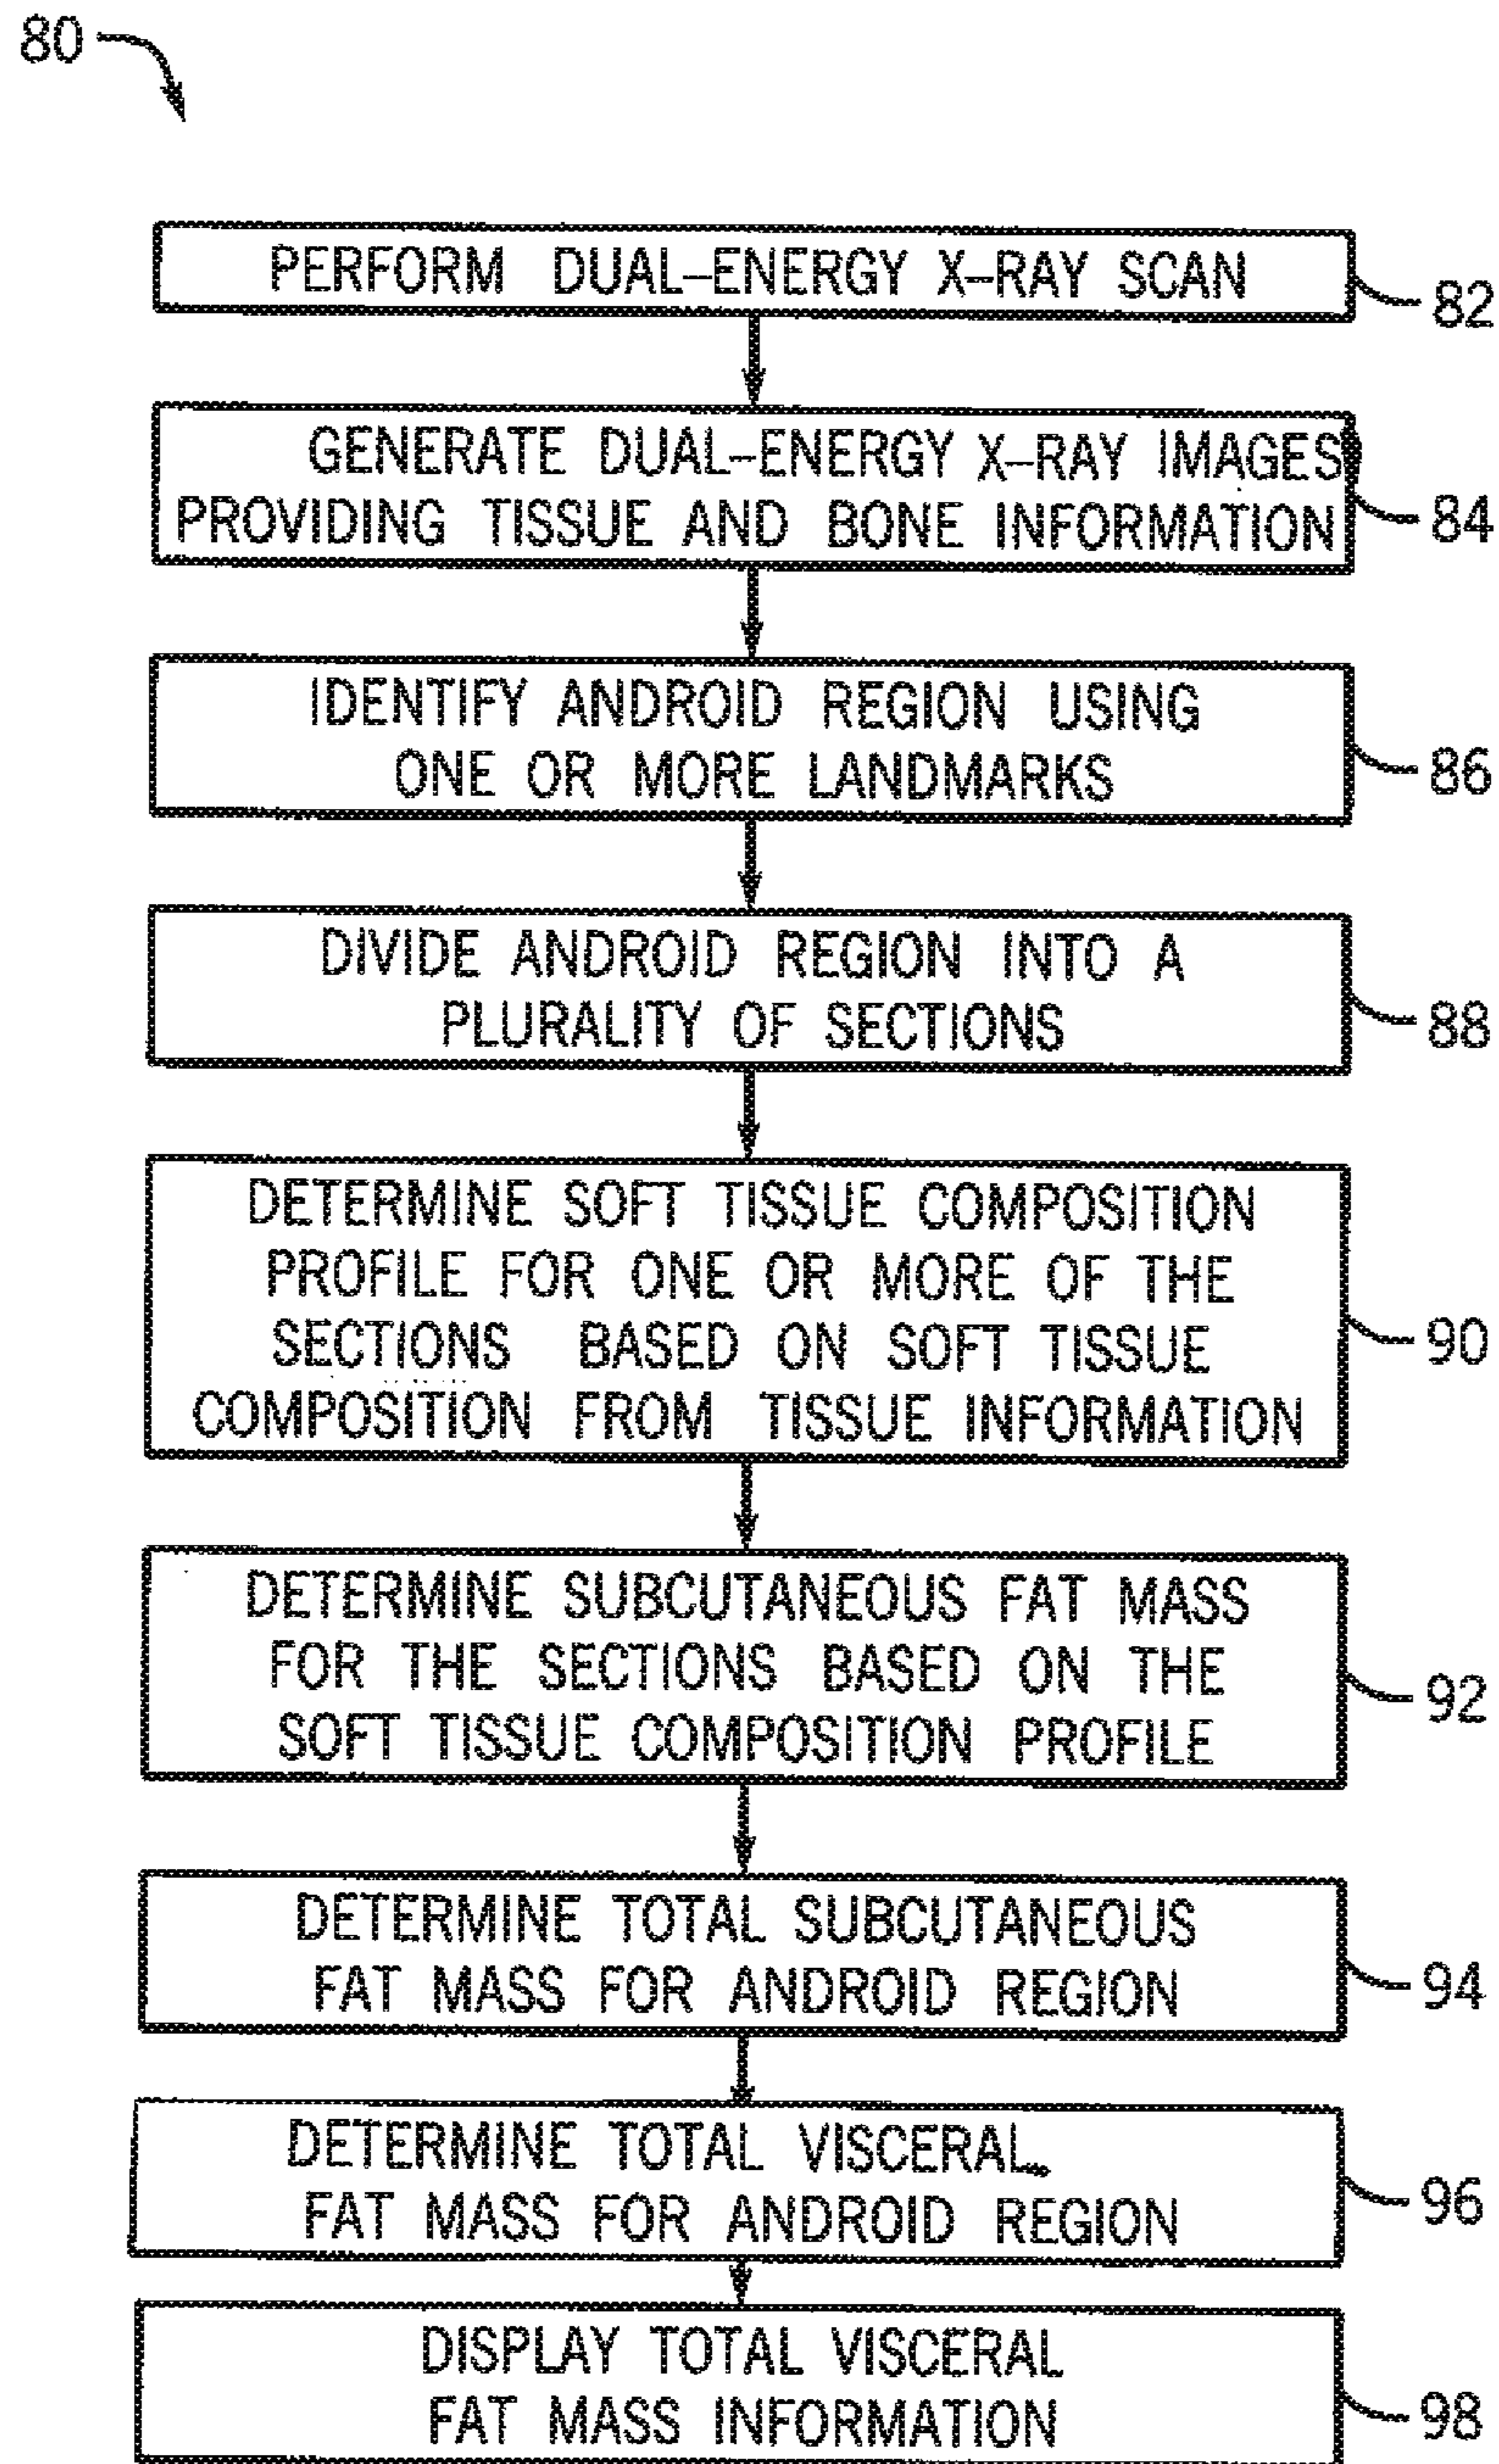 80
PERFORM DUAL-ENERGY X-RAY SCAN
82
GENERATE DUAL-ENERGY X-RAY IMAGES
PROVIDING TISSUE AND BONE INFORMATION
84
IDENTIFY ANDROID REGION USING
ONE OR MORE LANDMARKS
86
DIVIDE ANDROID REGION INTO A
PLURALITY OF SECTIONS
88
DETERMINE SOFT TISSUE COMPOSITION
PROFILE FOR ONE OR MORE OF THE
SECTIONS BASED ON SOFT TISSUE
COMPOSITION FROM TISSUE INFORMATION
90
DETERMINE SUBCUTANEOUS FAT MASS
FOR THE SECTIONS BASED ON THE
SOFT TISSUE COMPOSITION PROFILE
92
DETERMINE TOTAL SUBCUTANEOUS
FAT MASS FOR ANDROID REGION
94
DETERMINE TOTAL VISCERAL
FAT MASS FOR ANDROID REGION
96
DISPLAY TOTAL VISCERAL
FAT MASS INFORMATION
98